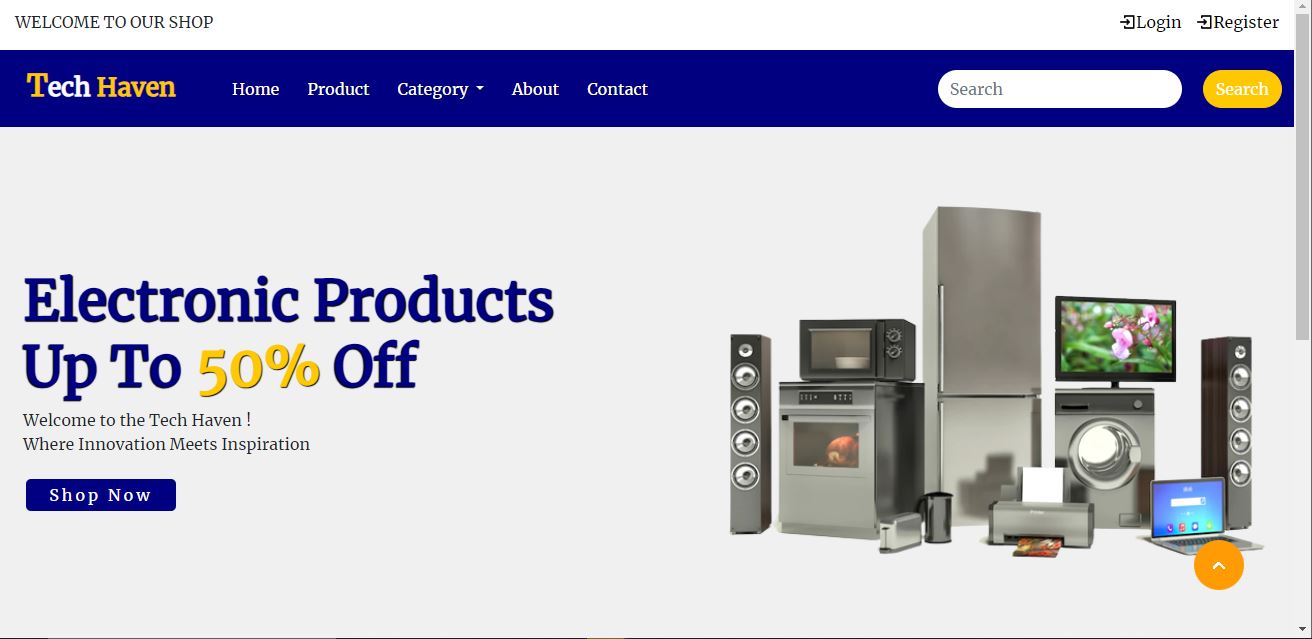 WELCOME TO OUR SHOP
Login Register
Tech Haven Home Product Category About Contact Search Search
Electronic Products
Up To 50% Off
Welcome to the Tech Haven !
Where Innovation Meets Inspiration
Shop Now